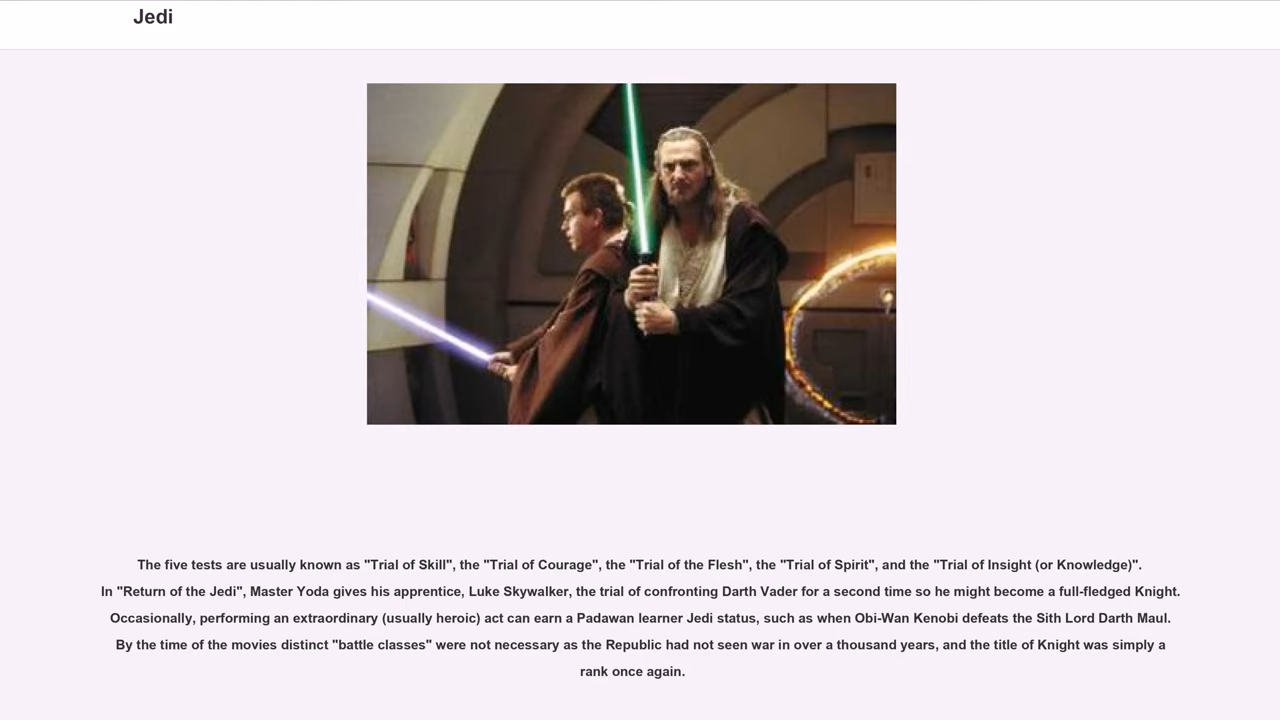 Jedi
The five tests are usually known as "Trial of Skill", the "Trial of Courage", the "Trial of the Flesh", the "Trial of Spirit", and the "Trial of Insight (or Knowledge)".
In "Return of the Jedi", Master Yoda gives his apprentice, Luke Skywalker, the trial of confronting Darth Vader for a second time so he might become a full-fledged Knight.
Occasionally, performing an extraordinary (usually heroic) act can earn a Padawan learner Jedi status, such as when Obi-Wan Kenobi defeats the Sith Lord Darth Maul.
By the time of the movies distinct "battle classes" were not necessary as the Republic had not seen war in over a thousand years, and the title of Knight was simply a
rank once again.